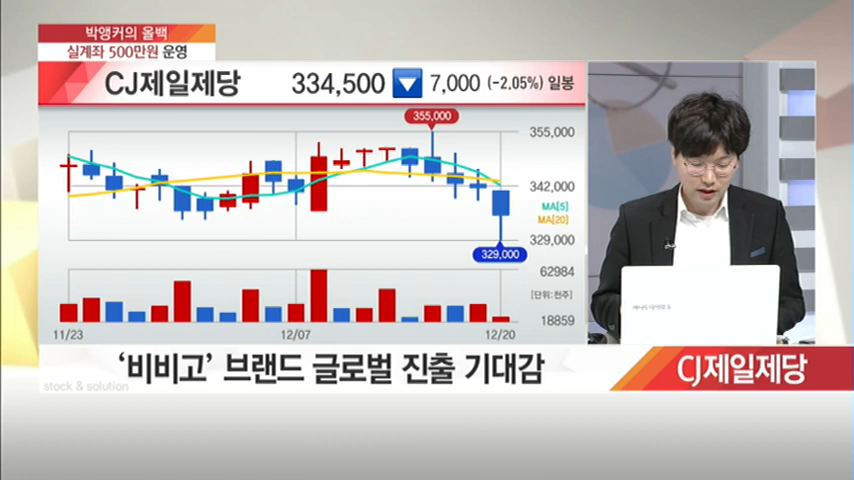 박앵커의 올백
실계좌 500만원 운영
CJ제일제당 334,500 ▼ 7,000 (-2.05%) 일봉
355,000
355,000
342,000
MA[5]
MA[20]
329,000
329,000
62984
[단위:천주]
18859
11/23 12/07 12/20
‘비비고’ 브랜드 글로벌 진출 기대감
CJ제일제당
stock & solution